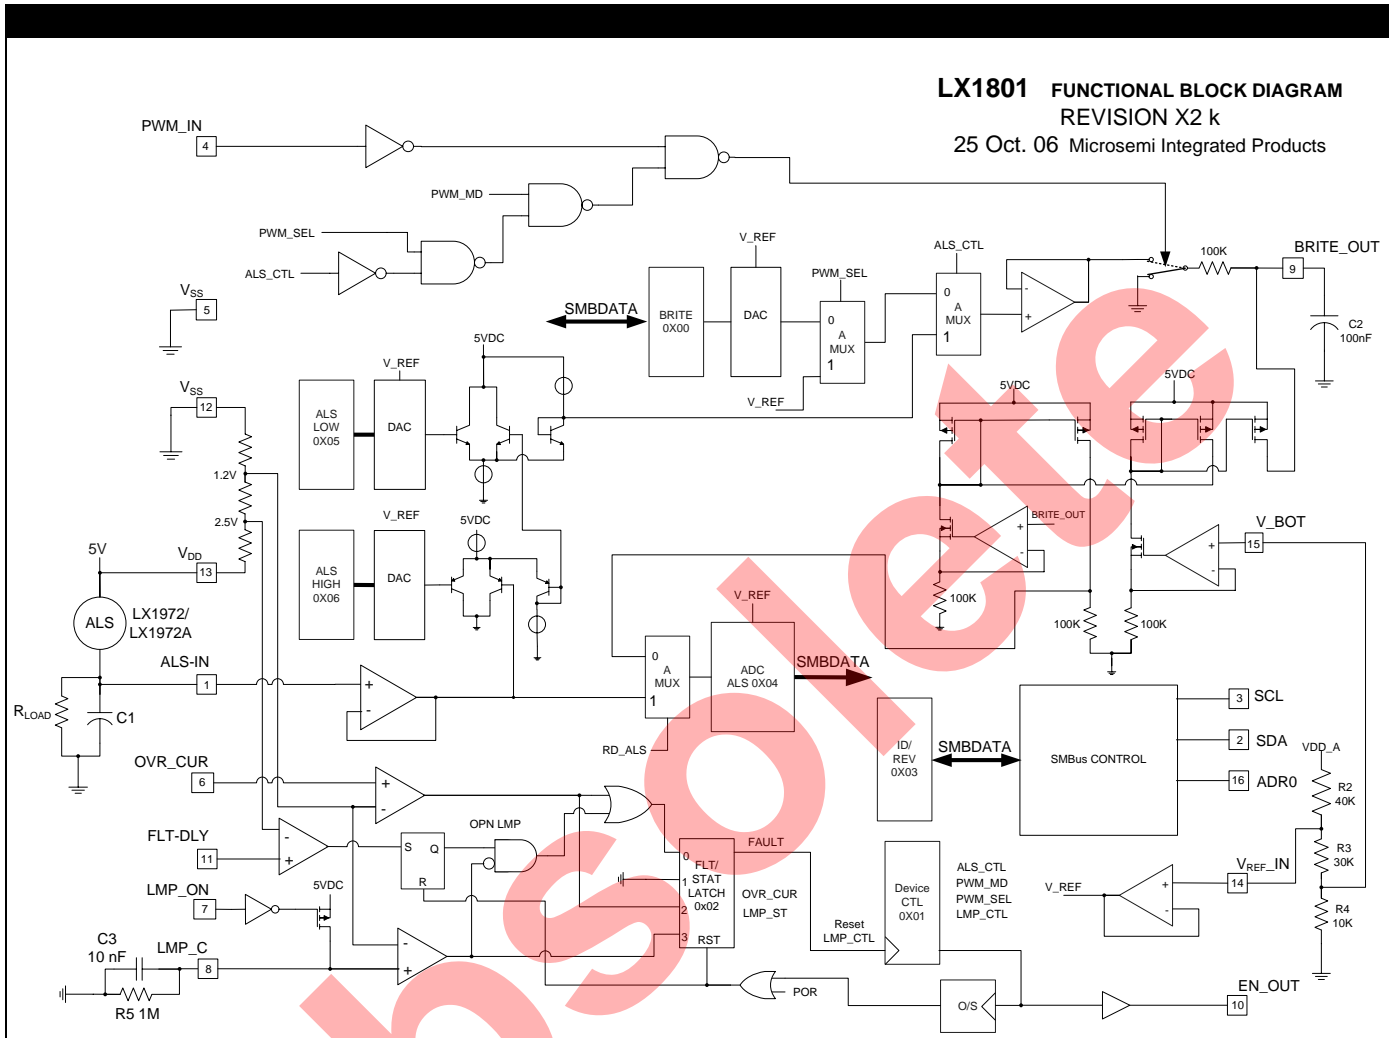 LX1801 FUNCTIONAL BLOCK DIAGRAM
REVISION X2 k
25 Oct. 06 Microsemi Integrated Products
PWM_IN
4
PWM_MD
PWM_SEL
ALS_CTL
VSS
5
SMBDATA
BRITE
0X00
V_REF
DAC
PWM_SEL
0
A
MUX
1
V_REF
ALS_CTL
0
A
MUX
1
-
+
100K
9
BRITE_OUT
C2
100nF
VSS
12
1.2V
2.5V
VDD
13
5V
ALS
LX1972/
LX1972A
ALS
LOW
0X05
V_REF
DAC
5VDC
ALS
HIGH
0X06
V_REF
DAC
5VDC
5VDC
5VDC
BRITE_OUT
+
-
100K
100K
100K
+
-
15
V_BOT
ALS-IN
1
RLOAD
C1
+
-
0
A
MUX
1
RD_ALS
V_REF
ADC
ALS 0X04
SMBDATA
ID/
REV
0X03
SMBDATA
SMBus CONTROL
3
SCL
2
SDA
16
ADR0
VDD_A
R2
40K
R3
30K
R4
10K
OVR_CUR
6
+
-
FLT-DLY
11
-
+
S
Q
R
OPN LMP
LMP_ON
7
5VDC
LMP_C
8
C3
10 nF
R5 1M
-
+
0
1
2
3
FLT/
STAT
LATCH
0x02
RST
FAULT
OVR_CUR
LMP_ST
Reset
LMP_CTL
Device
CTL
0X01
ALS_CTL
PWM_MD
PWM_SEL
LMP_CTL
V_REF
+
-
14
VREF_IN
POR
O/S
10
EN_OUT
obsolete